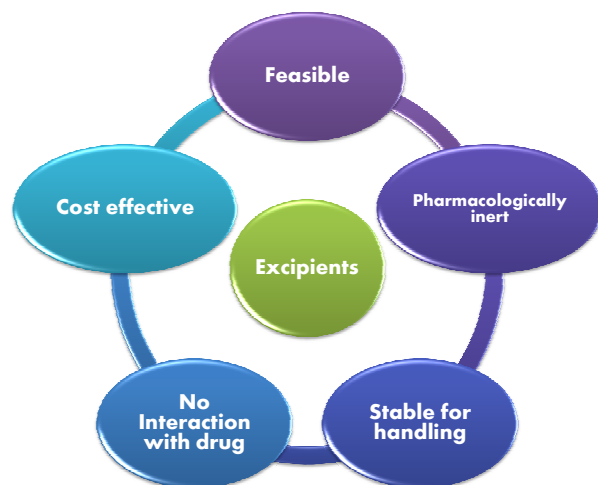 Feasible
Pharmacologically
inert
Stable for
handling
No
Interaction
with drug
Cost effective
Excipients